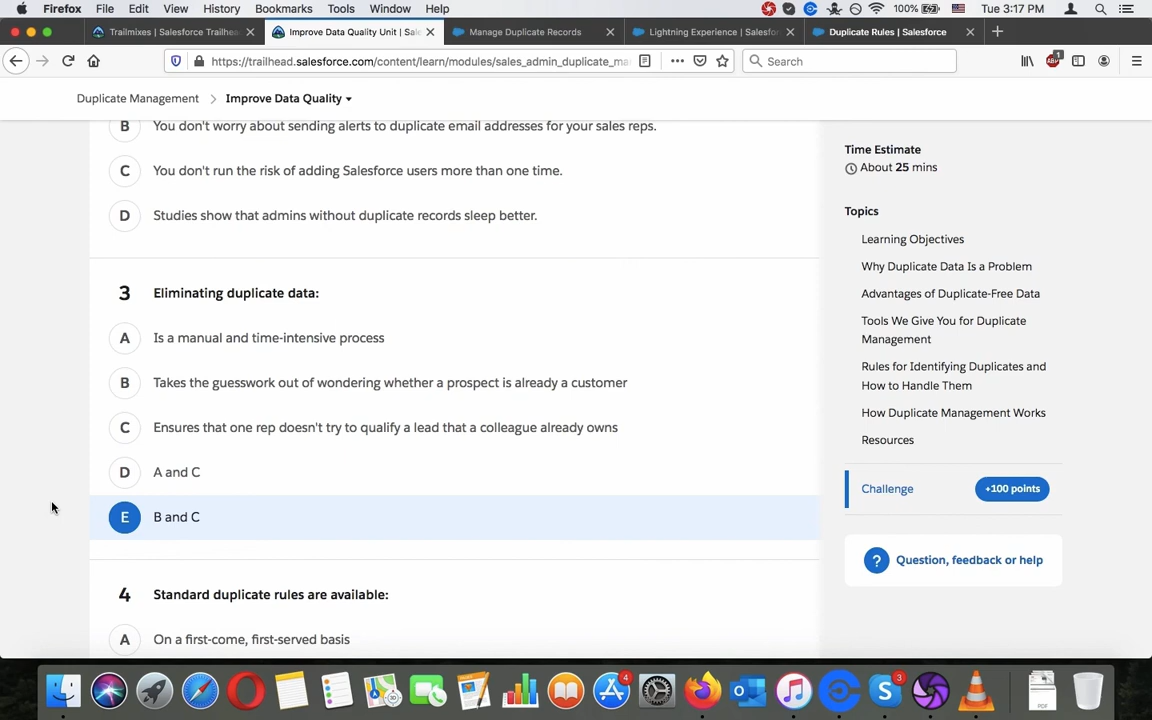 Firefox File Edit View History Bookmarks Tools Window Help 100% Tue 3:17 PM
Trailmixes | Salesforce Trailhea
Improve Data Quality Unit | Sale
Manage Duplicate Records
Lightning Experience | Salesfor
Duplicate Rules | Salesforce
https://trailhead.salesforce.com/content/learn/modules/sales_admin_duplicate_ma
Search
ABP
1
Duplicate Management > Improve Data Quality
B You don't worry about sending alerts to duplicate email addresses for your sales reps.
C You don't run the risk of adding Salesforce users more than one time.
D Studies show that admins without duplicate records sleep better.
3 Eliminating duplicate data:
A Is a manual and time-intensive process
B Takes the guesswork out of wondering whether a prospect is already a customer
C Ensures that one rep doesn't try to qualify a lead that a colleague already owns
D A and C
E B and C
4 Standard duplicate rules are available:
A On a first-come, first-served basis
Time Estimate
About 25 mins
Topics
Learning Objectives
Why Duplicate Data Is a Problem
Advantages of Duplicate-Free Data
Tools We Give You for Duplicate
Management
Rules for Identifying Duplicates and
How to Handle Them
How Duplicate Management Works
Resources
Challenge +100 points
? Question, feedback or help
4
3
PDF